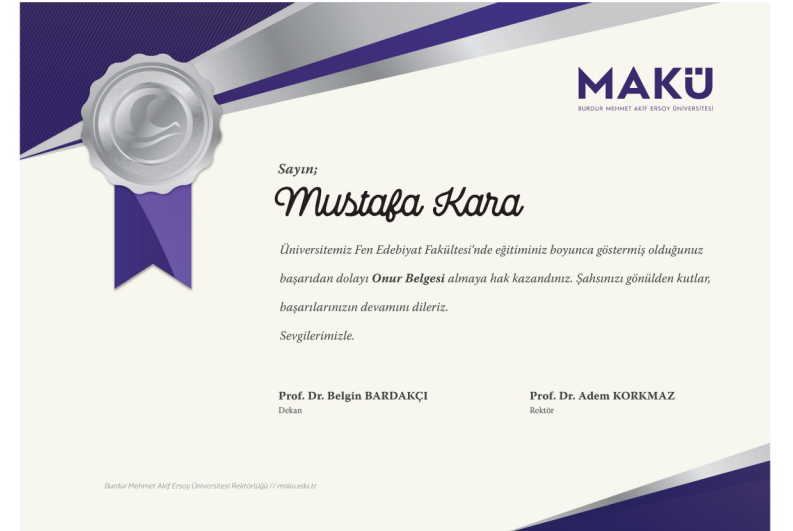 MAKÜ
BURDUR MEHMET AKİF ERSOY ÜNİVERSİTESİ
Sayın;
Mustafa Kara
Üniversitemiz Fen Edebiyat Fakültesi'nde eğitiminiz boyunca göstermiş olduğunuz
başarıdan dolayı Onur Belgesi almaya hak kazandınız. Şahsınızı gönülden kutlar,
başarılarınızın devamını dileriz.
Sevgilerimizle.
Prof. Dr. Belgin BARDAKÇI
Dekan
Prof. Dr. Adem KORKMAZ
Rektör
Burdur Mehmet Akif Ersoy Üniversitesi Rektörlüğü // maku.edu.tr